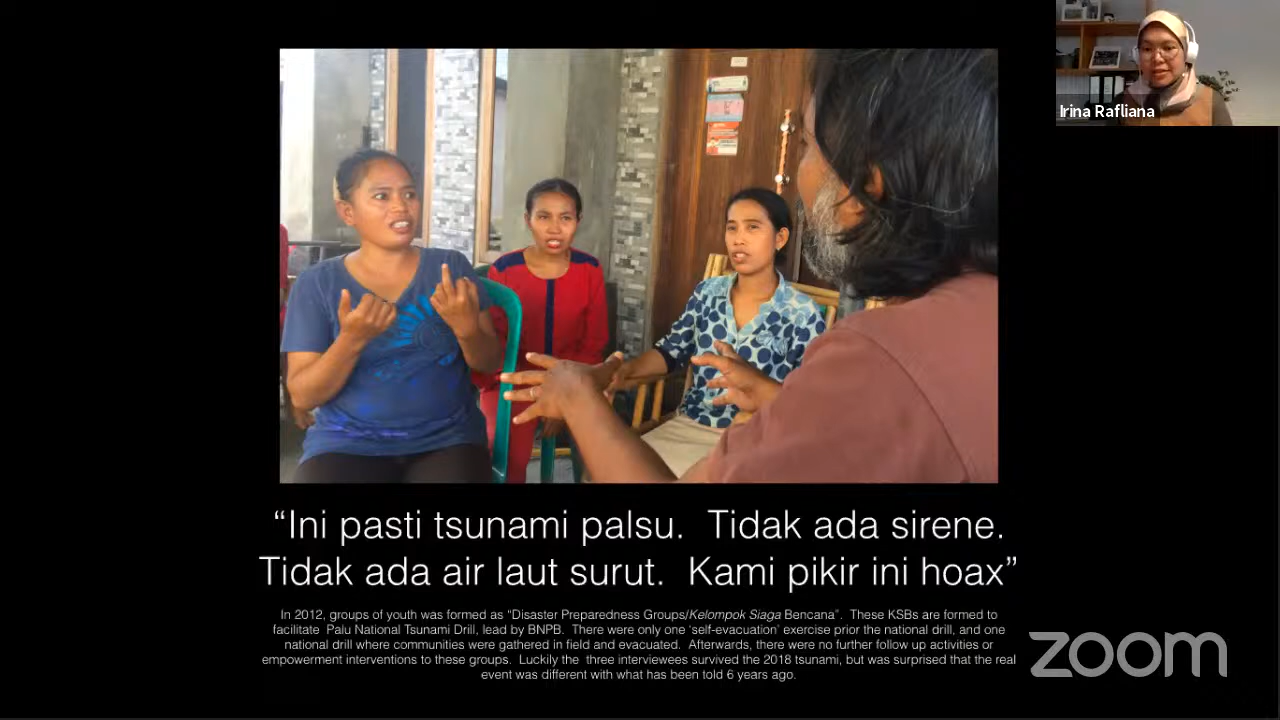 Irina Rafliana
“Ini pasti tsunami palsu.  Tidak ada sirene.
Tidak ada air laut surut.  Kami pikir ini hoax”
In 2012, groups of youth was formed as “Disaster Preparedness Groups/Kelompok Siaga Bencana”.  These KSBs are formed to
facilitate  Palu National Tsunami Drill, lead by BNPB.  There were only one ‘self-evacuation’ exercise prior the national drill, and one
national drill where communities were gathered in field and evacuated.  Afterwards, there were no further follow up activities or
empowerment interventions to these groups.  Luckily the  three interviewees survived the 2018 tsunami, but was surprised that the real
event was different with what has been told 6 years ago.
zoom